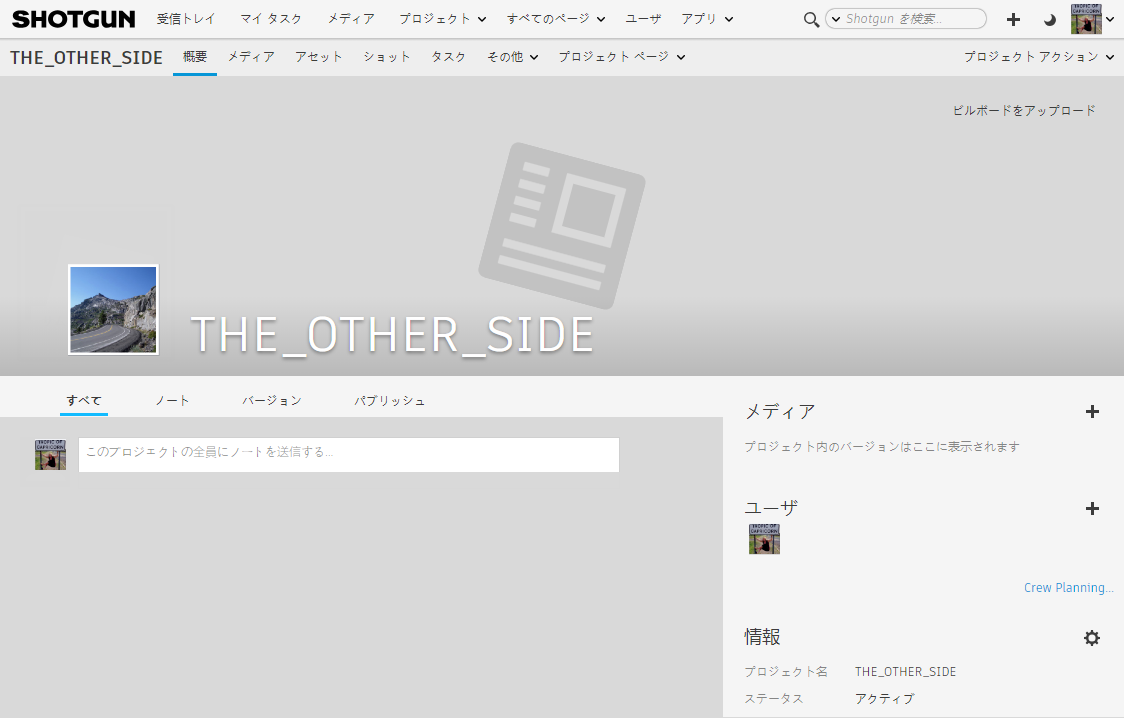 SHOTGUN 受信トレイ マイ タスク メディア プロジェクト すべてのページ ユーザ アプリ Shotgun を検索...
THE_OTHER_SIDE 概要 メディア アセット ショット タスク その他 プロジェクト ページ プロジェクト アクション
ビルボードをアップロード
THE_OTHER_SIDE
すべて ノート バージョン パブリッシュ
このプロジェクトの全員にノートを送信する...
メディア
プロジェクト内のバージョンはここに表示されます
ユーザ
Crew Planning...
情報
プロジェクト名 THE_OTHER_SIDE
ステータス アクティブ